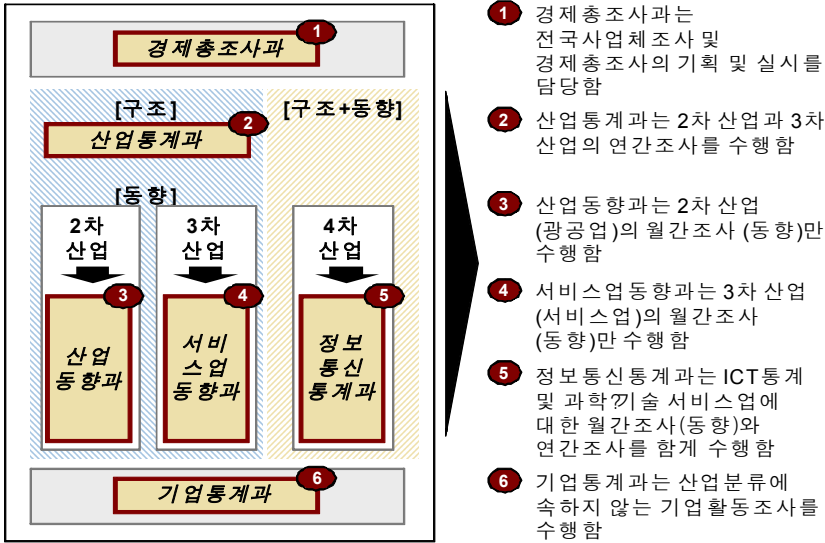 1
경제총조사과
[구조]
[구조+동향]
2
산업통계과
[동향]
2차
산업
3차
산업
4차
산업
3
산업
동향과
4
서비
스업
동향과
5
정보
통신
통계과
6
기업통계과
1 경제총조사과는
전국사업체조사 및
경제총조사의 기획 및 실시를
담당함
2 산업통계과는 2차 산업과 3차
산업의 연간조사를 수행함
3 산업동향과는 2차 산업
(광공업)의 월간조사 (동향)만
수행함
4 서비스업동향과는 3차 산업
(서비스업)의 월간조사
(동향)만 수행함
5 정보통신통계과는 ICT통계
및 과학?기술 서비스업에
대한 월간조사(동향)와
연간조사를 함께 수행함
6 기업통계과는 산업분류에
속하지 않는 기업활동조사를
수행함